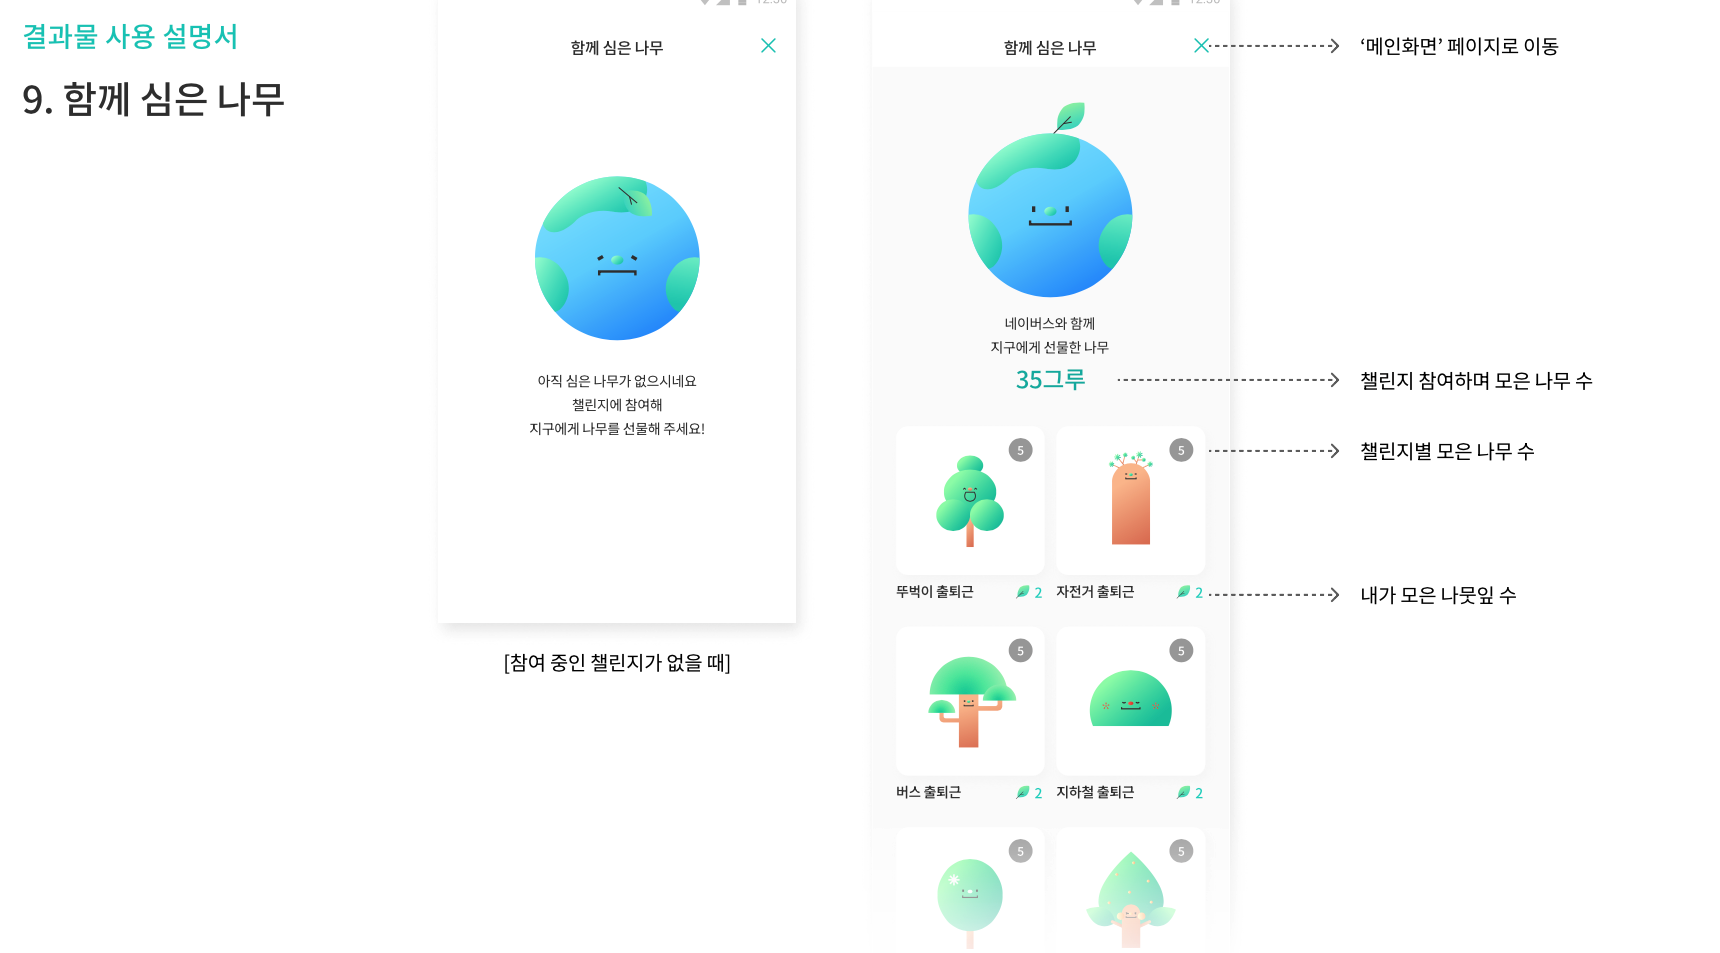 결과물 사용 설명서
9. 함께 심은 나무
함께 심은 나무
아직 심은 나무가 없으시네요
챌린지에 참여해
지구에게 나무를 선물해 주세요!
[참여 중인 챌린지가 없을 때]
함께 심은 나무
‘메인화면’ 페이지로 이동
네이버스와 함께
지구에게 선물한 나무
35그루
챌린지 참여하며 모은 나무 수
5
5
챌린지별 모은 나무 수
뚜벅이 출퇴근 2
자전거 출퇴근 2
내가 모은 나뭇잎 수
5
5
버스 출퇴근 2
지하철 출퇴근 2
5
5